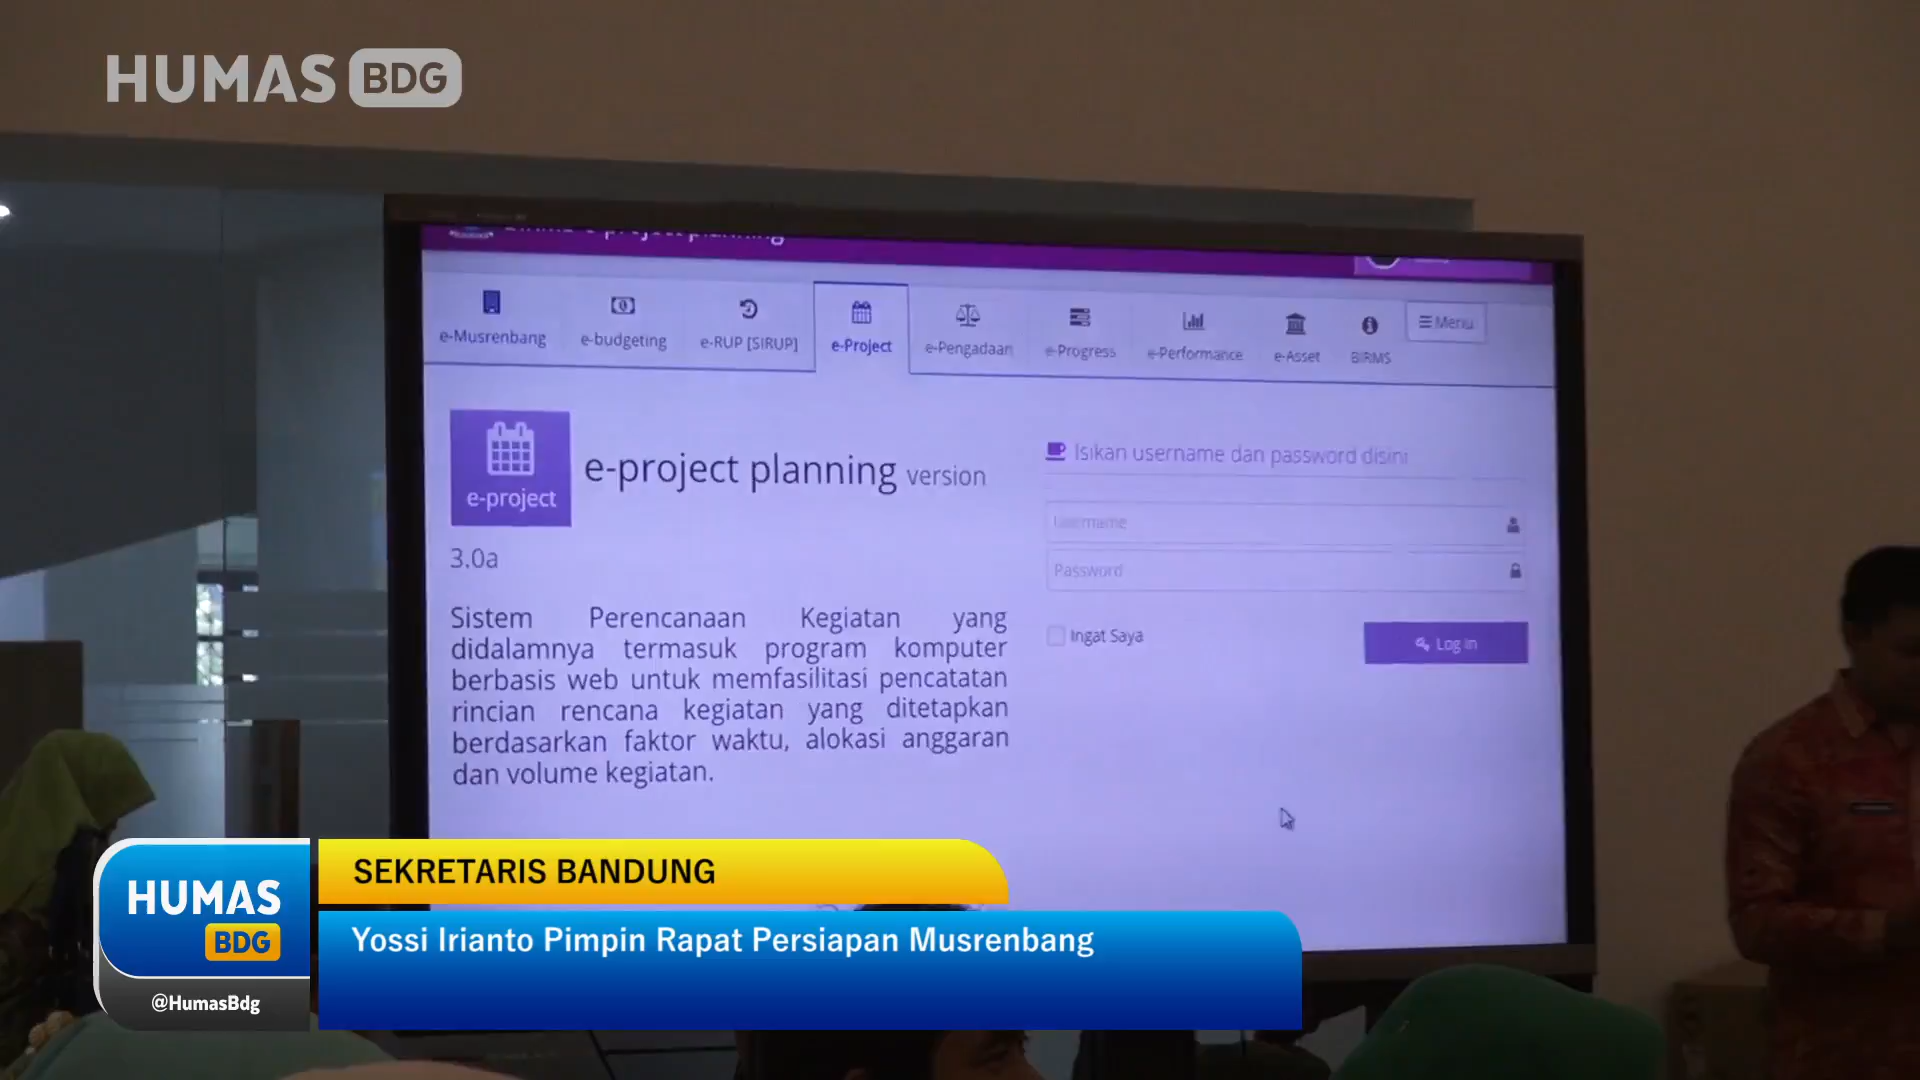 HUMAS BDG
e-project planning
e-Musrenbang
e-budgeting
e-RUP [SIRUP]
e-Project
e-Pengadaan
e-Progress
e-Performance
e-Asset
BIRMS
Menu
e-project
e-project planning version
3.0a
Sistem Perencanaan Kegiatan yang
didalamnya termasuk program komputer
berbasis web untuk memfasilitasi pencatatan
rincian rencana kegiatan yang ditetapkan
berdasarkan faktor waktu, alokasi anggaran
dan volume kegiatan.
Isikan username dan password disini
Username
Password
Ingat Saya
Log In
HUMAS
BDG
@HumasBdg
SEKRETARIS BANDUNG
Yossi Irianto Pimpin Rapat Persiapan Musrenbang